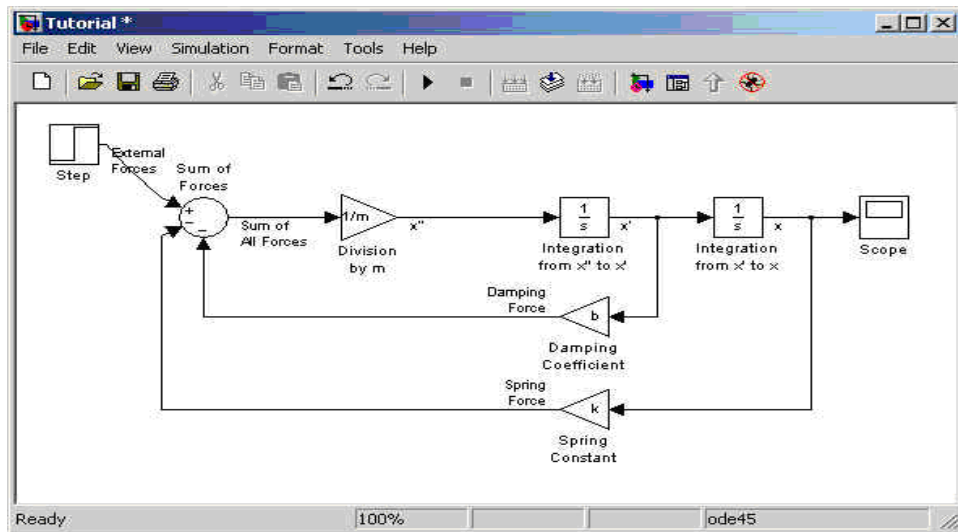 Tutorial *
File Edit View Simulation Format Tools Help
Step
External
Forces
Sum of
Forces
+
−
−
Sum of
All Forces
1/m
Division
by m
x''
1
s
x'
Integration
from x'' to x'
1
s
x
Integration
from x' to x
Scope
Damping
Force
b
Damping
Coefficient
Spring
Force
k
Spring
Constant
Ready 100% ode45